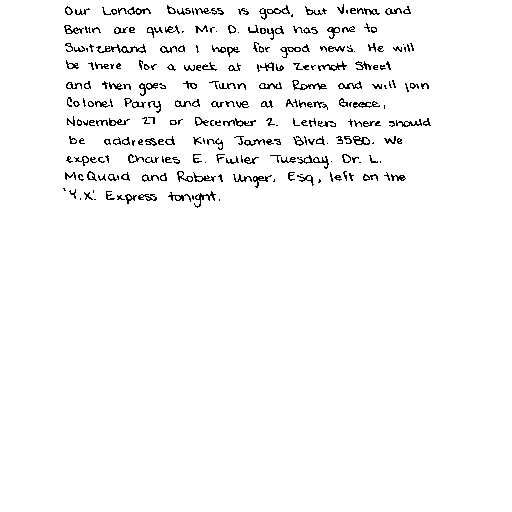 Our London business is good, but Vienna and
Berlin are quiet. Mr. D. Lloyd has gone to
Switzerland and I hope for good news. He will
be there for a week at 1496 Zermott Street
and then goes to Turin and Rome and will join
Colonel Parry and arrive at Athens, Greece,
November 27 or December 2. Letters there should
be addressed King James Blvd. 3580. We
expect Charles E. Fuller Tuesday. Dr. L.
McQuaid and Robert Unger, Esq., left on the
'Y.X.' Express tonight.